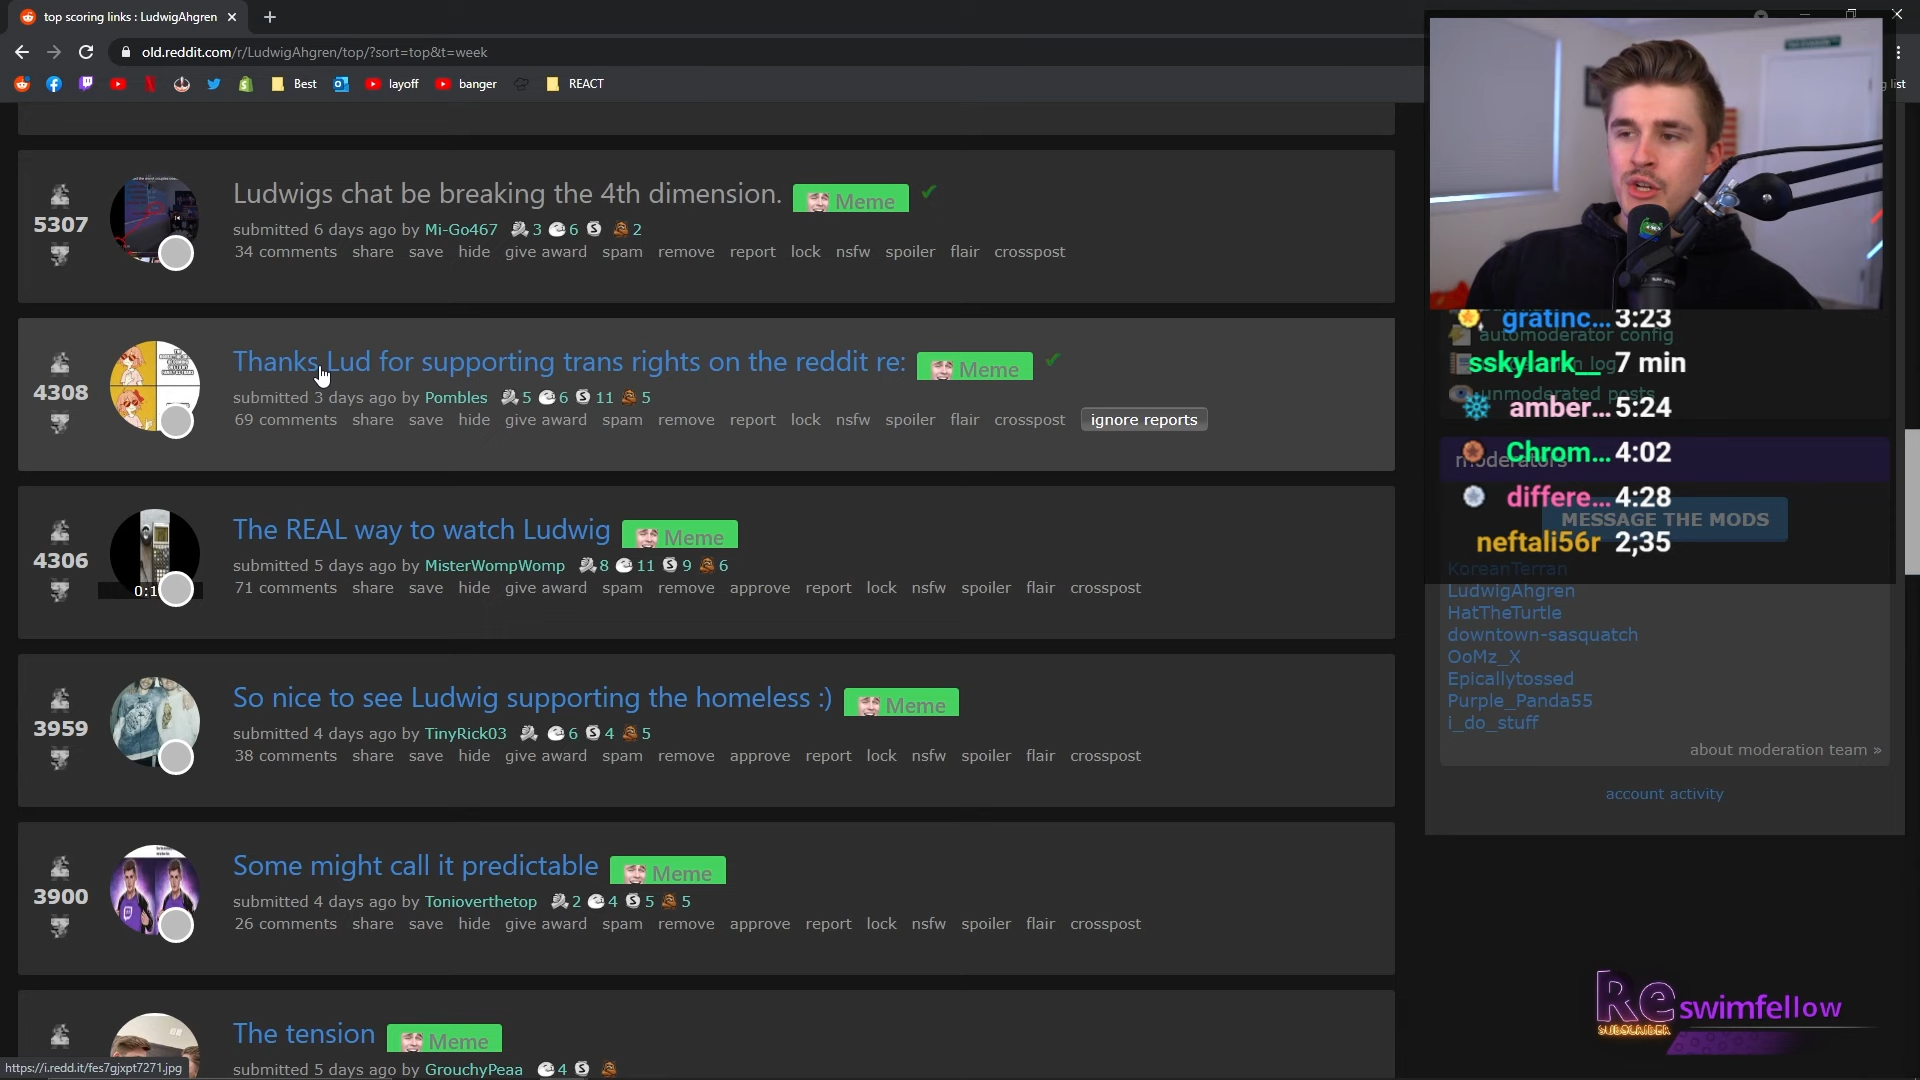 top scoring links : LudwigAhgren
old.reddit.com/r/LudwigAhgren/top/?sort=top&t=week
Best
layoff
banger
REACT
g list
5307
Ludwigs chat be breaking the 4th dimension. Meme
submitted 6 days ago by Mi-Go467 3 6 2
34 comments share save hide give award spam remove report lock nsfw spoiler flair crosspost
4308
Thanks Lud for supporting trans rights on the reddit re: Meme
submitted 3 days ago by Pombles 5 6 11 5
69 comments share save hide give award spam remove report lock nsfw spoiler flair crosspost ignore reports
4306
0:1
The REAL way to watch Ludwig Meme
submitted 5 days ago by MisterWompWomp 8 11 9 6
71 comments share save hide give award spam remove approve report lock nsfw spoiler flair crosspost
3959
So nice to see Ludwig supporting the homeless :) Meme
submitted 4 days ago by TinyRick03 6 4 5
38 comments share save hide give award spam remove approve report lock nsfw spoiler flair crosspost
3900
Some might call it predictable Meme
submitted 4 days ago by Tonioverthetop 2 4 5 5
26 comments share save hide give award spam remove approve report lock nsfw spoiler flair crosspost
The tension Meme
submitted 5 days ago by GrouchyPeaa 4
https://i.redd.it/fes7gjxpt7271.jpg
gratinc... 3:23
automoderator config
sskylark__ 7 min
log
unmoderated posts
amber... 5:24
Chrom... 4:02
moderators
differe... 4:28
MESSAGE THE MODS
neftali56r 2;35
KoreanTerran
LudwigAhgren
HatTheTurtle
downtown-sasquatch
OoMz_X
Epicallytossed
Purple_Panda55
i_do_stuff
about moderation team »
account activity
Re swimfellow
SUBSCRIBER